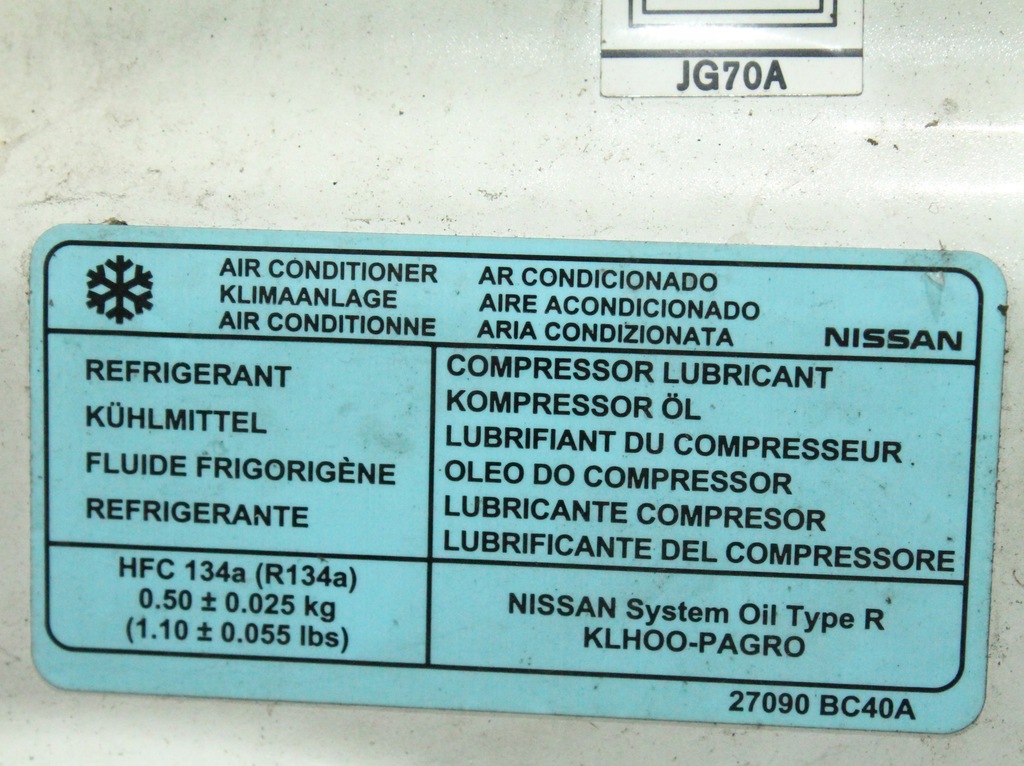 JG70A
AIR CONDITIONER
KLIMAANLAGE
AIR CONDITIONNE
AR CONDICIONADO
AIRE ACONDICIONADO
ARIA CONDIZIONATA
NISSAN
REFRIGERANT
KÜHLMITTEL
FLUIDE FRIGORIGÈNE
REFRIGERANTE
COMPRESSOR LUBRICANT
KOMPRESSOR ÖL
LUBRIFIANT DU COMPRESSEUR
OLEO DO COMPRESSOR
LUBRICANTE COMPRESOR
LUBRIFICANTE DEL COMPRESSORE
HFC 134a (R134a)
0.50 ± 0.025 kg
(1.10 ± 0.055 lbs)
NISSAN System Oil Type R
KLHOO-PAGRO
27090 BC40A